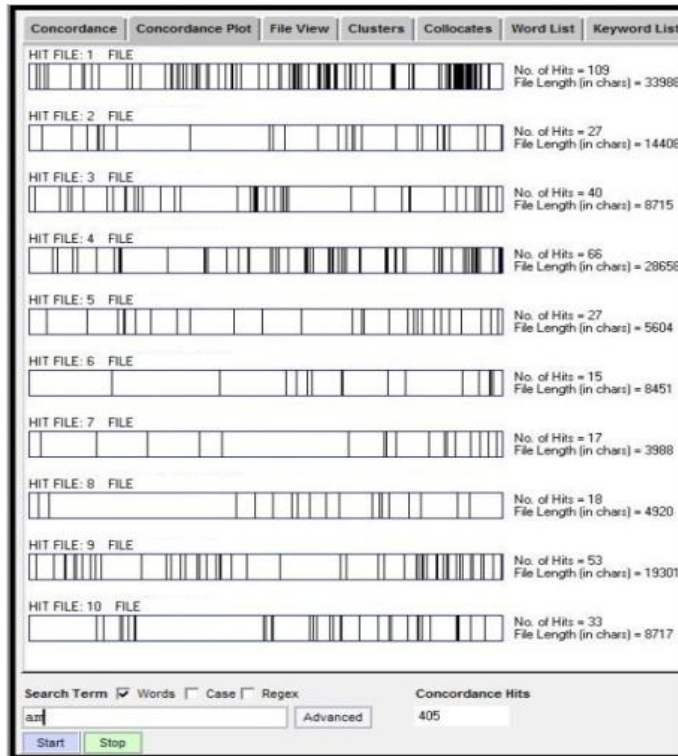 Concordance Concordance Plot File View Clusters Collocates Word List Keyword List
HIT FILE: 1 FILE
No. of Hits = 109
File Length (in chars) = 33988
HIT FILE: 2 FILE
No. of Hits = 27
File Length (in chars) = 14408
HIT FILE: 3 FILE
No. of Hits = 40
File Length (in chars) = 8715
HIT FILE: 4 FILE
No. of Hits = 66
File Length (in chars) = 28658
HIT FILE: 5 FILE
No. of Hits = 27
File Length (in chars) = 5604
HIT FILE: 6 FILE
No. of Hits = 15
File Length (in chars) = 8451
HIT FILE: 7 FILE
No. of Hits = 17
File Length (in chars) = 3988
HIT FILE: 8 FILE
No. of Hits = 18
File Length (in chars) = 4920
HIT FILE: 9 FILE
No. of Hits = 53
File Length (in chars) = 19301
HIT FILE: 10 FILE
No. of Hits = 33
File Length (in chars) = 8717
Search Term Words Case Regex Concordance Hits
am Advanced 405
Start Stop